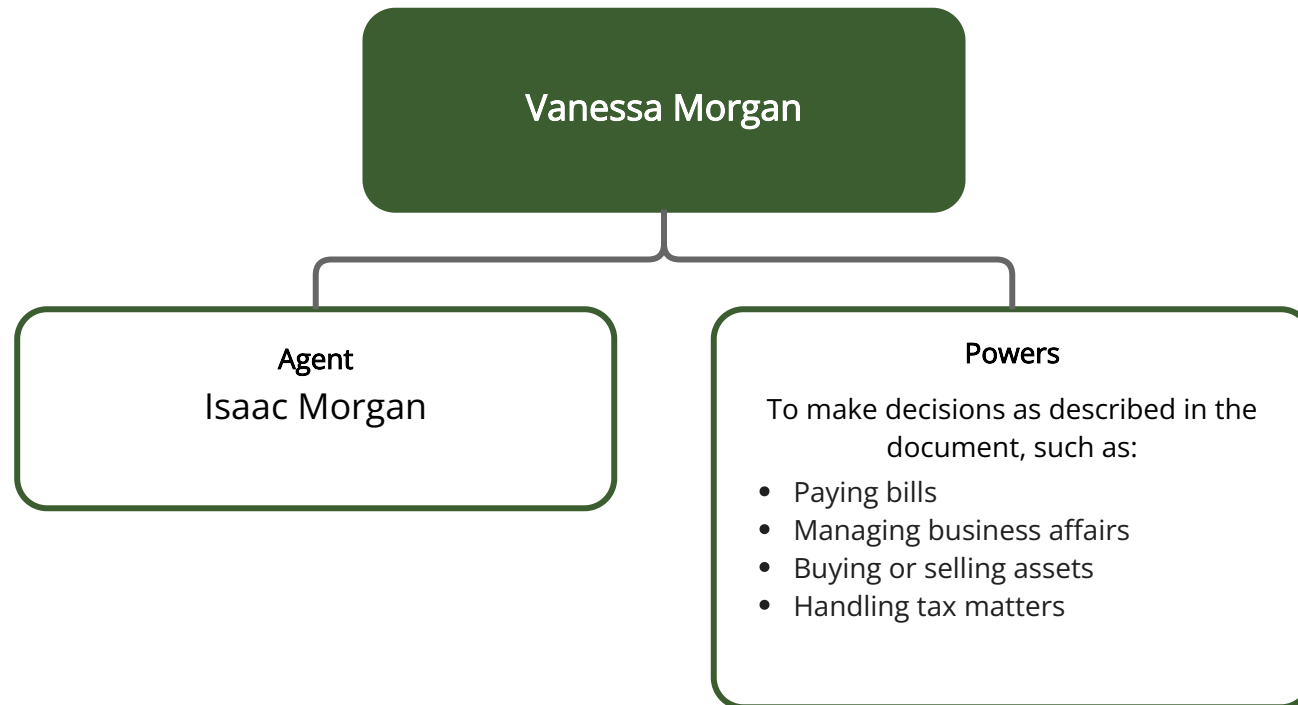 Vanessa Morgan
Agent
Isaac Morgan
Powers
To make decisions as described in the
document, such as:
• Paying bills
• Managing business affairs
• Buying or selling assets
• Handling tax matters